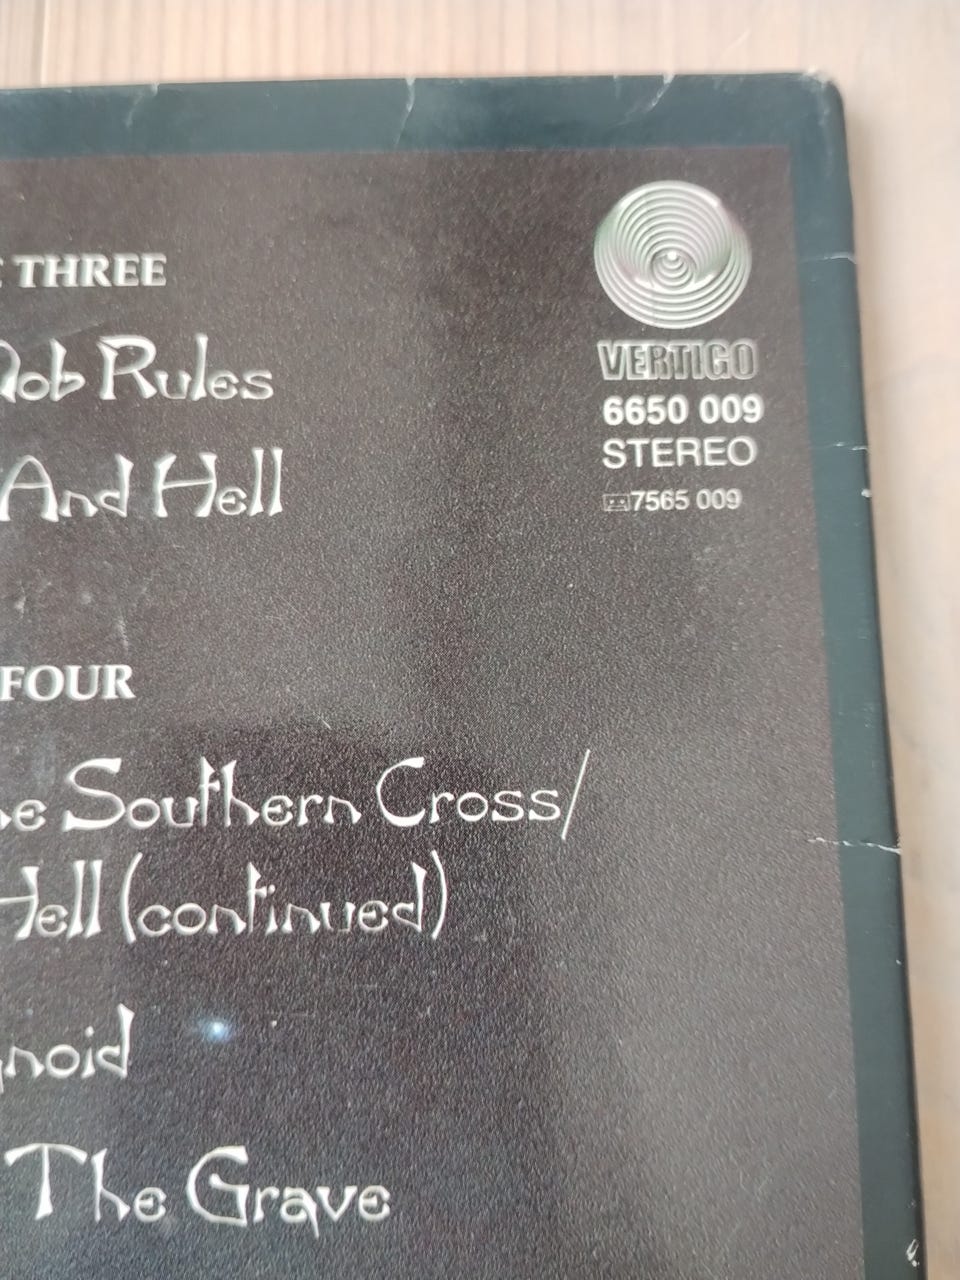 THREE
Mob Rules
And Hell
VERTIGO
6650 009
STEREO
7565 009
FOUR
Southern Cross/
Hell (continued)
The Grave